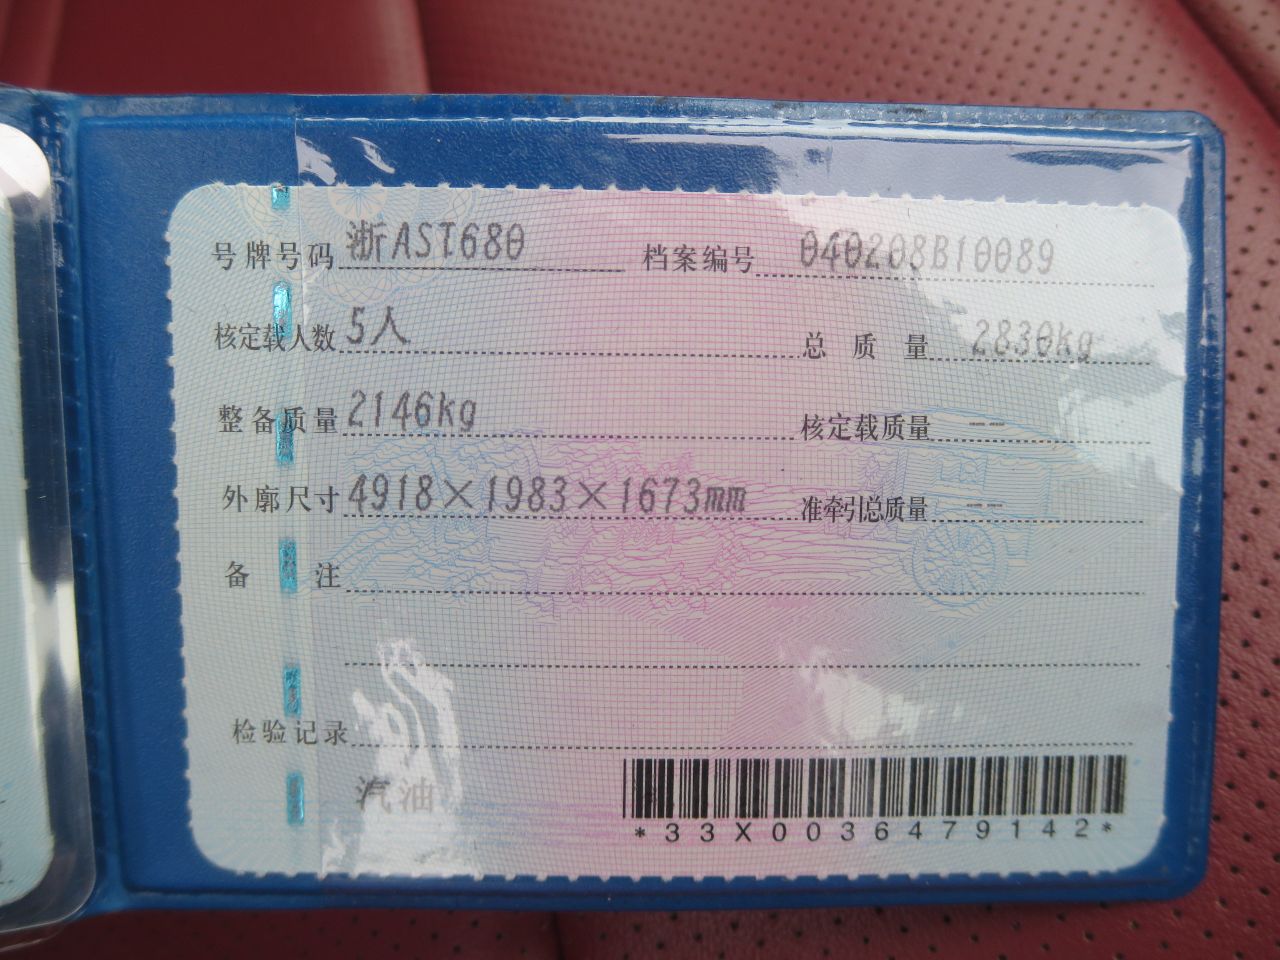 号牌号码 浙AST680 档案编号 040208B10089
核定载人数 5人 总质量 2830kg
整备质量 2146kg 核定载质量 ---
外廓尺寸 4918×1983×1673mm 准牵引总质量 ---
备注
检验记录
汽油
*33X0036479142*